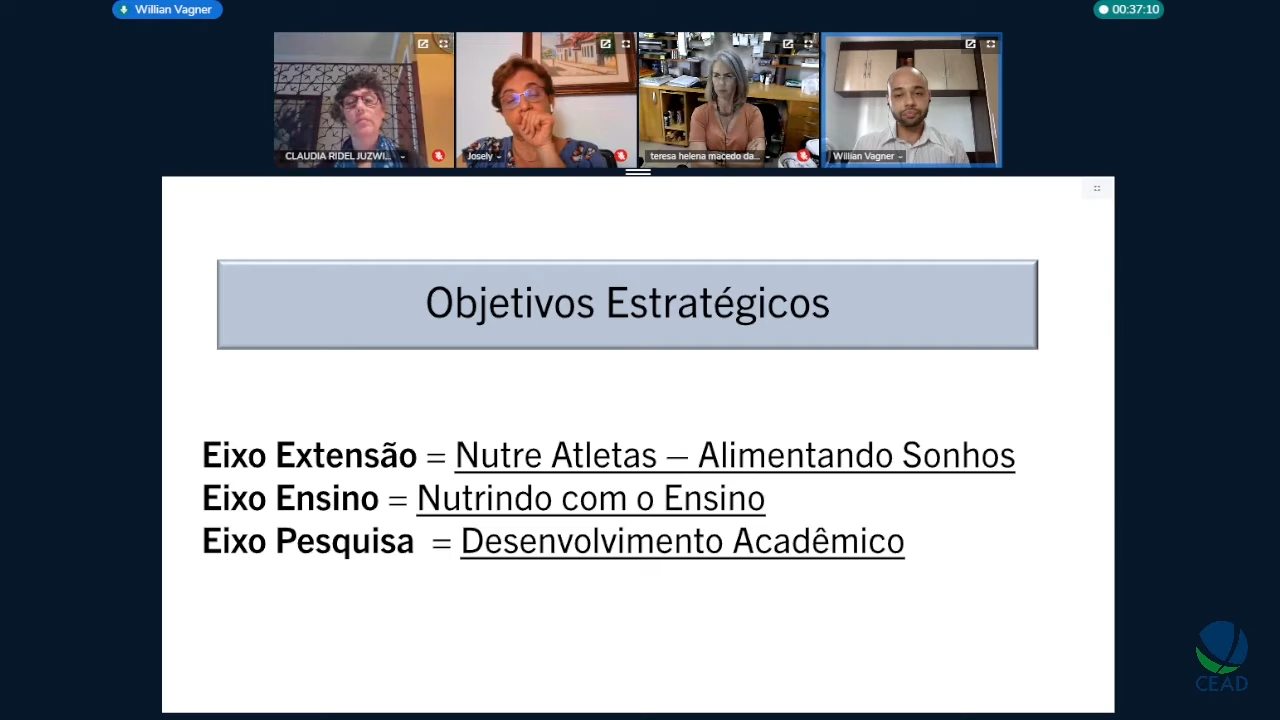 Willian Vagner
00:37:10
CLAUDIA RIDEL JUZWI...
Josely
teresa helena macedo da...
Willian Vagner
Objetivos Estratégicos
Eixo Extensão = Nutre Atletas – Alimentando Sonhos
Eixo Ensino = Nutrindo com o Ensino
Eixo Pesquisa = Desenvolvimento Acadêmico
CEAD